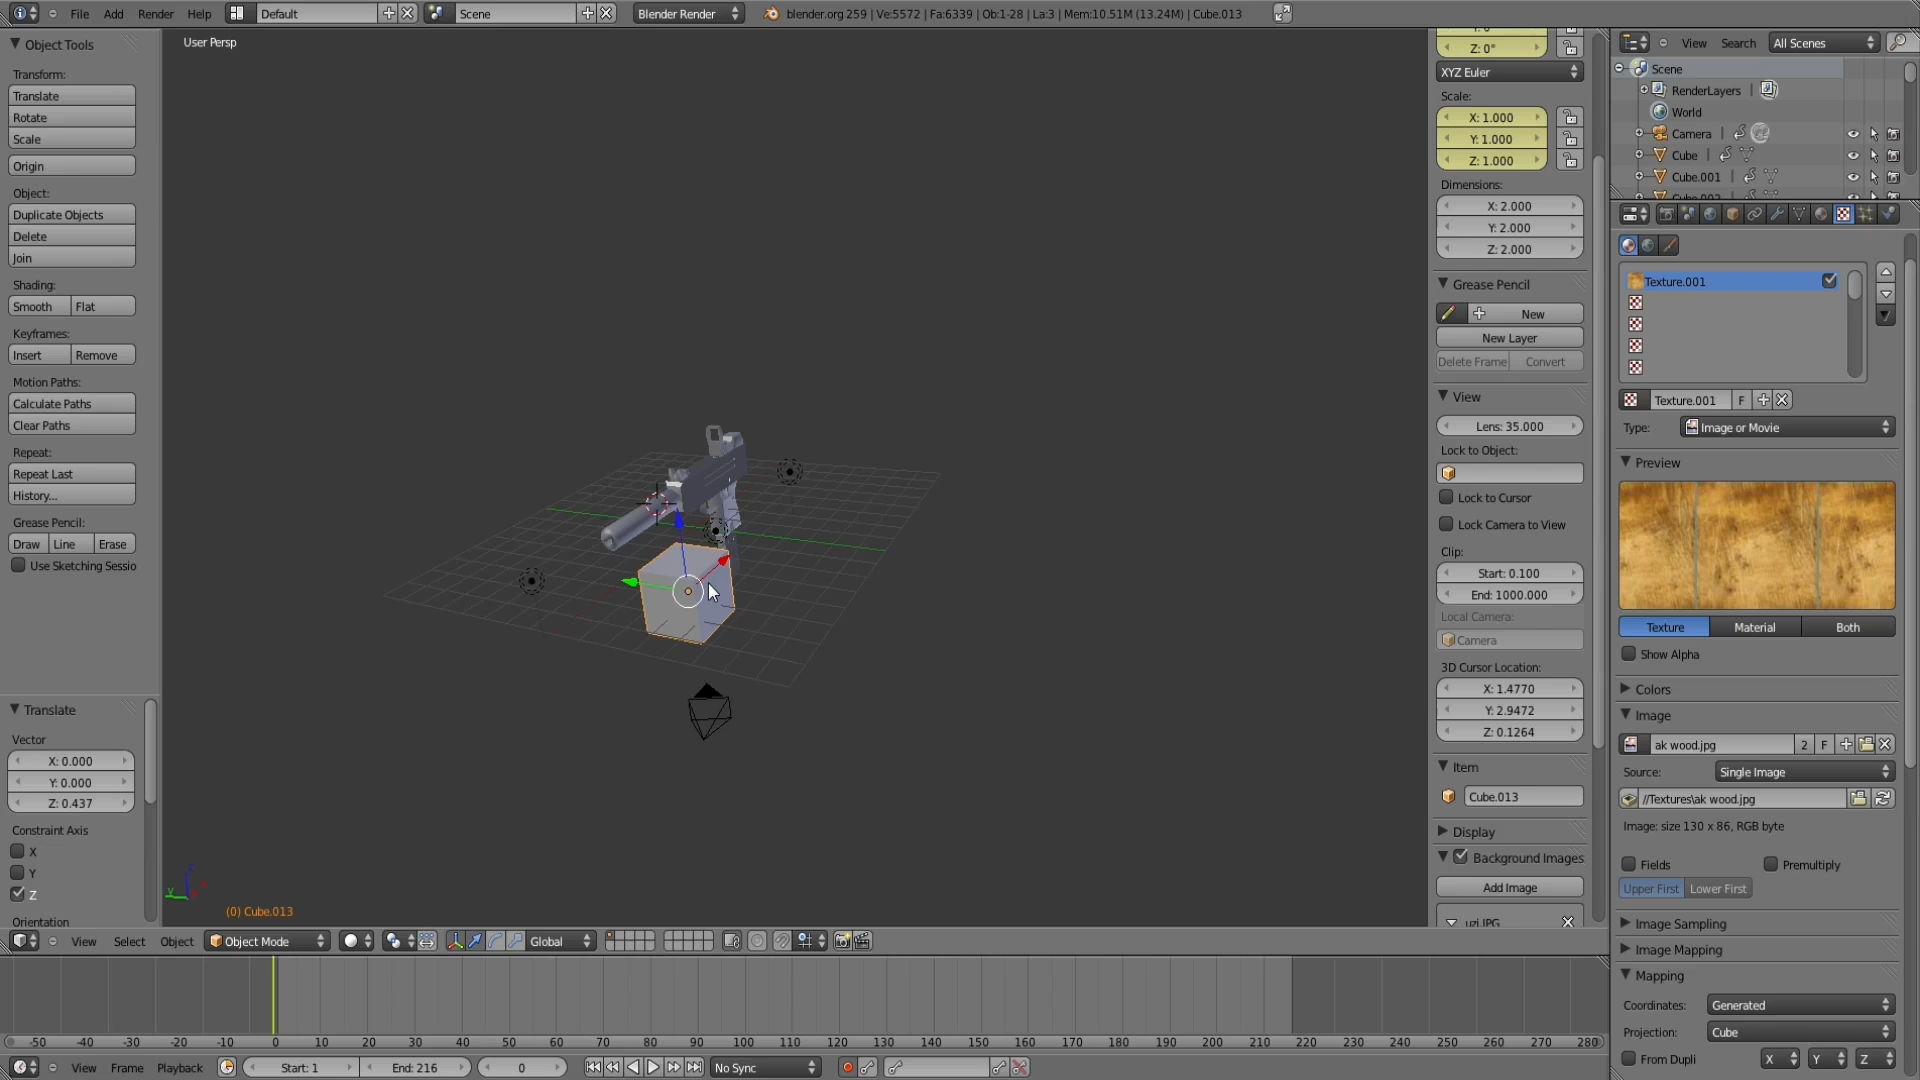 File Add Render Help Default Scene Blender Render blender.org 259 | Ve:5572 | Fa:6339 | Ob:1-28 | La:3 | Mem:10.51M (13.24M) | Cube.013
Object Tools
Transform:
Translate
Rotate
Scale
Origin
Object:
Duplicate Objects
Delete
Join
Shading:
Smooth Flat
Keyframes:
Insert Remove
Motion Paths:
Calculate Paths
Clear Paths
Repeat:
Repeat Last
History...
Grease Pencil:
Draw Line Erase
Use Sketching Sessio
Translate
Vector
X: 0.000
Y: 0.000
Z: 0.437
Constraint Axis
X
Y
Z
Orientation
User Persp
(0) Cube.013
Z: 0°
XYZ Euler
Scale:
X: 1.000
Y: 1.000
Z: 1.000
Dimensions:
X: 2.000
Y: 2.000
Z: 2.000
Grease Pencil
New
New Layer
Delete Frame Convert
View
Lens: 35.000
Lock to Object:
Lock to Cursor
Lock Camera to View
Clip:
Start: 0.100
End: 1000.000
Local Camera:
Camera
3D Cursor Location:
X: 1.4770
Y: 2.9472
Z: 0.1264
Item
Cube.013
Display
Background Images
Add Image
uzi.JPG
View Search All Scenes
Scene
RenderLayers
World
Camera
Cube
Cube.001
Cube.002
Texture.001
Texture.001 F
Type: Image or Movie
Preview
Texture Material Both
Show Alpha
Colors
Image
ak wood.jpg 2 F
Source: Single Image
//Textures\ak wood.jpg
Image: size 130 x 86, RGB byte
Fields Premultiply
Upper First Lower First
Image Sampling
Image Mapping
Mapping
Coordinates: Generated
Projection: Cube
From Dupli X Y Z
View Select Object Object Mode Global
-50 -40 -30 -20 -10 0 10 20 30 40 50 60 70 80 90 100 110 120 130 140 150 160 170 180 190 200 210 220 230 240 250 260 270 280
View Frame Playback Start: 1 End: 216 0 No Sync